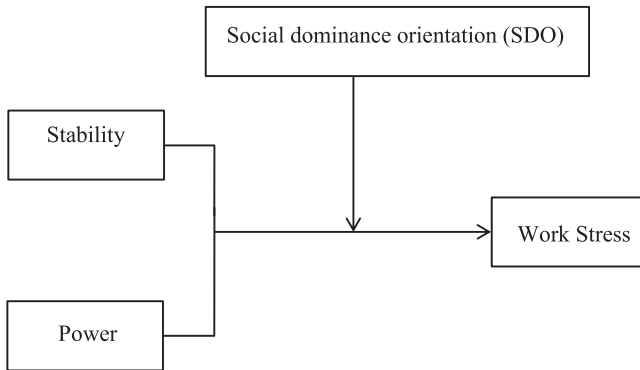 Social dominance orientation (SDO)
Stability
Work Stress
Power